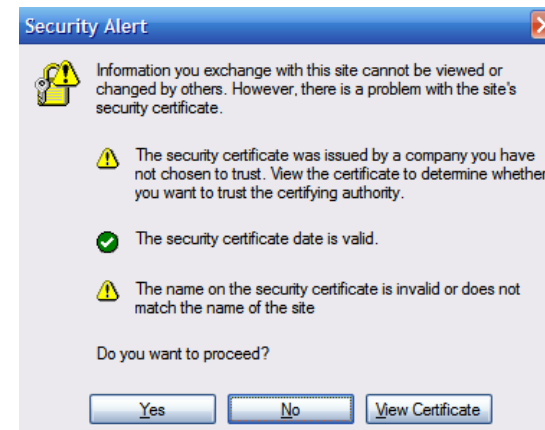 Security Alert
Information you exchange with this site cannot be viewed or
changed by others. However, there is a problem with the site's
security certificate.
The security certificate was issued by a company you have
not chosen to trust. View the certificate to determine whether
you want to trust the certifying authority.
The security certificate date is valid.
The name on the security certificate is invalid or does not
match the name of the site
Do you want to proceed?
Yes No View Certificate